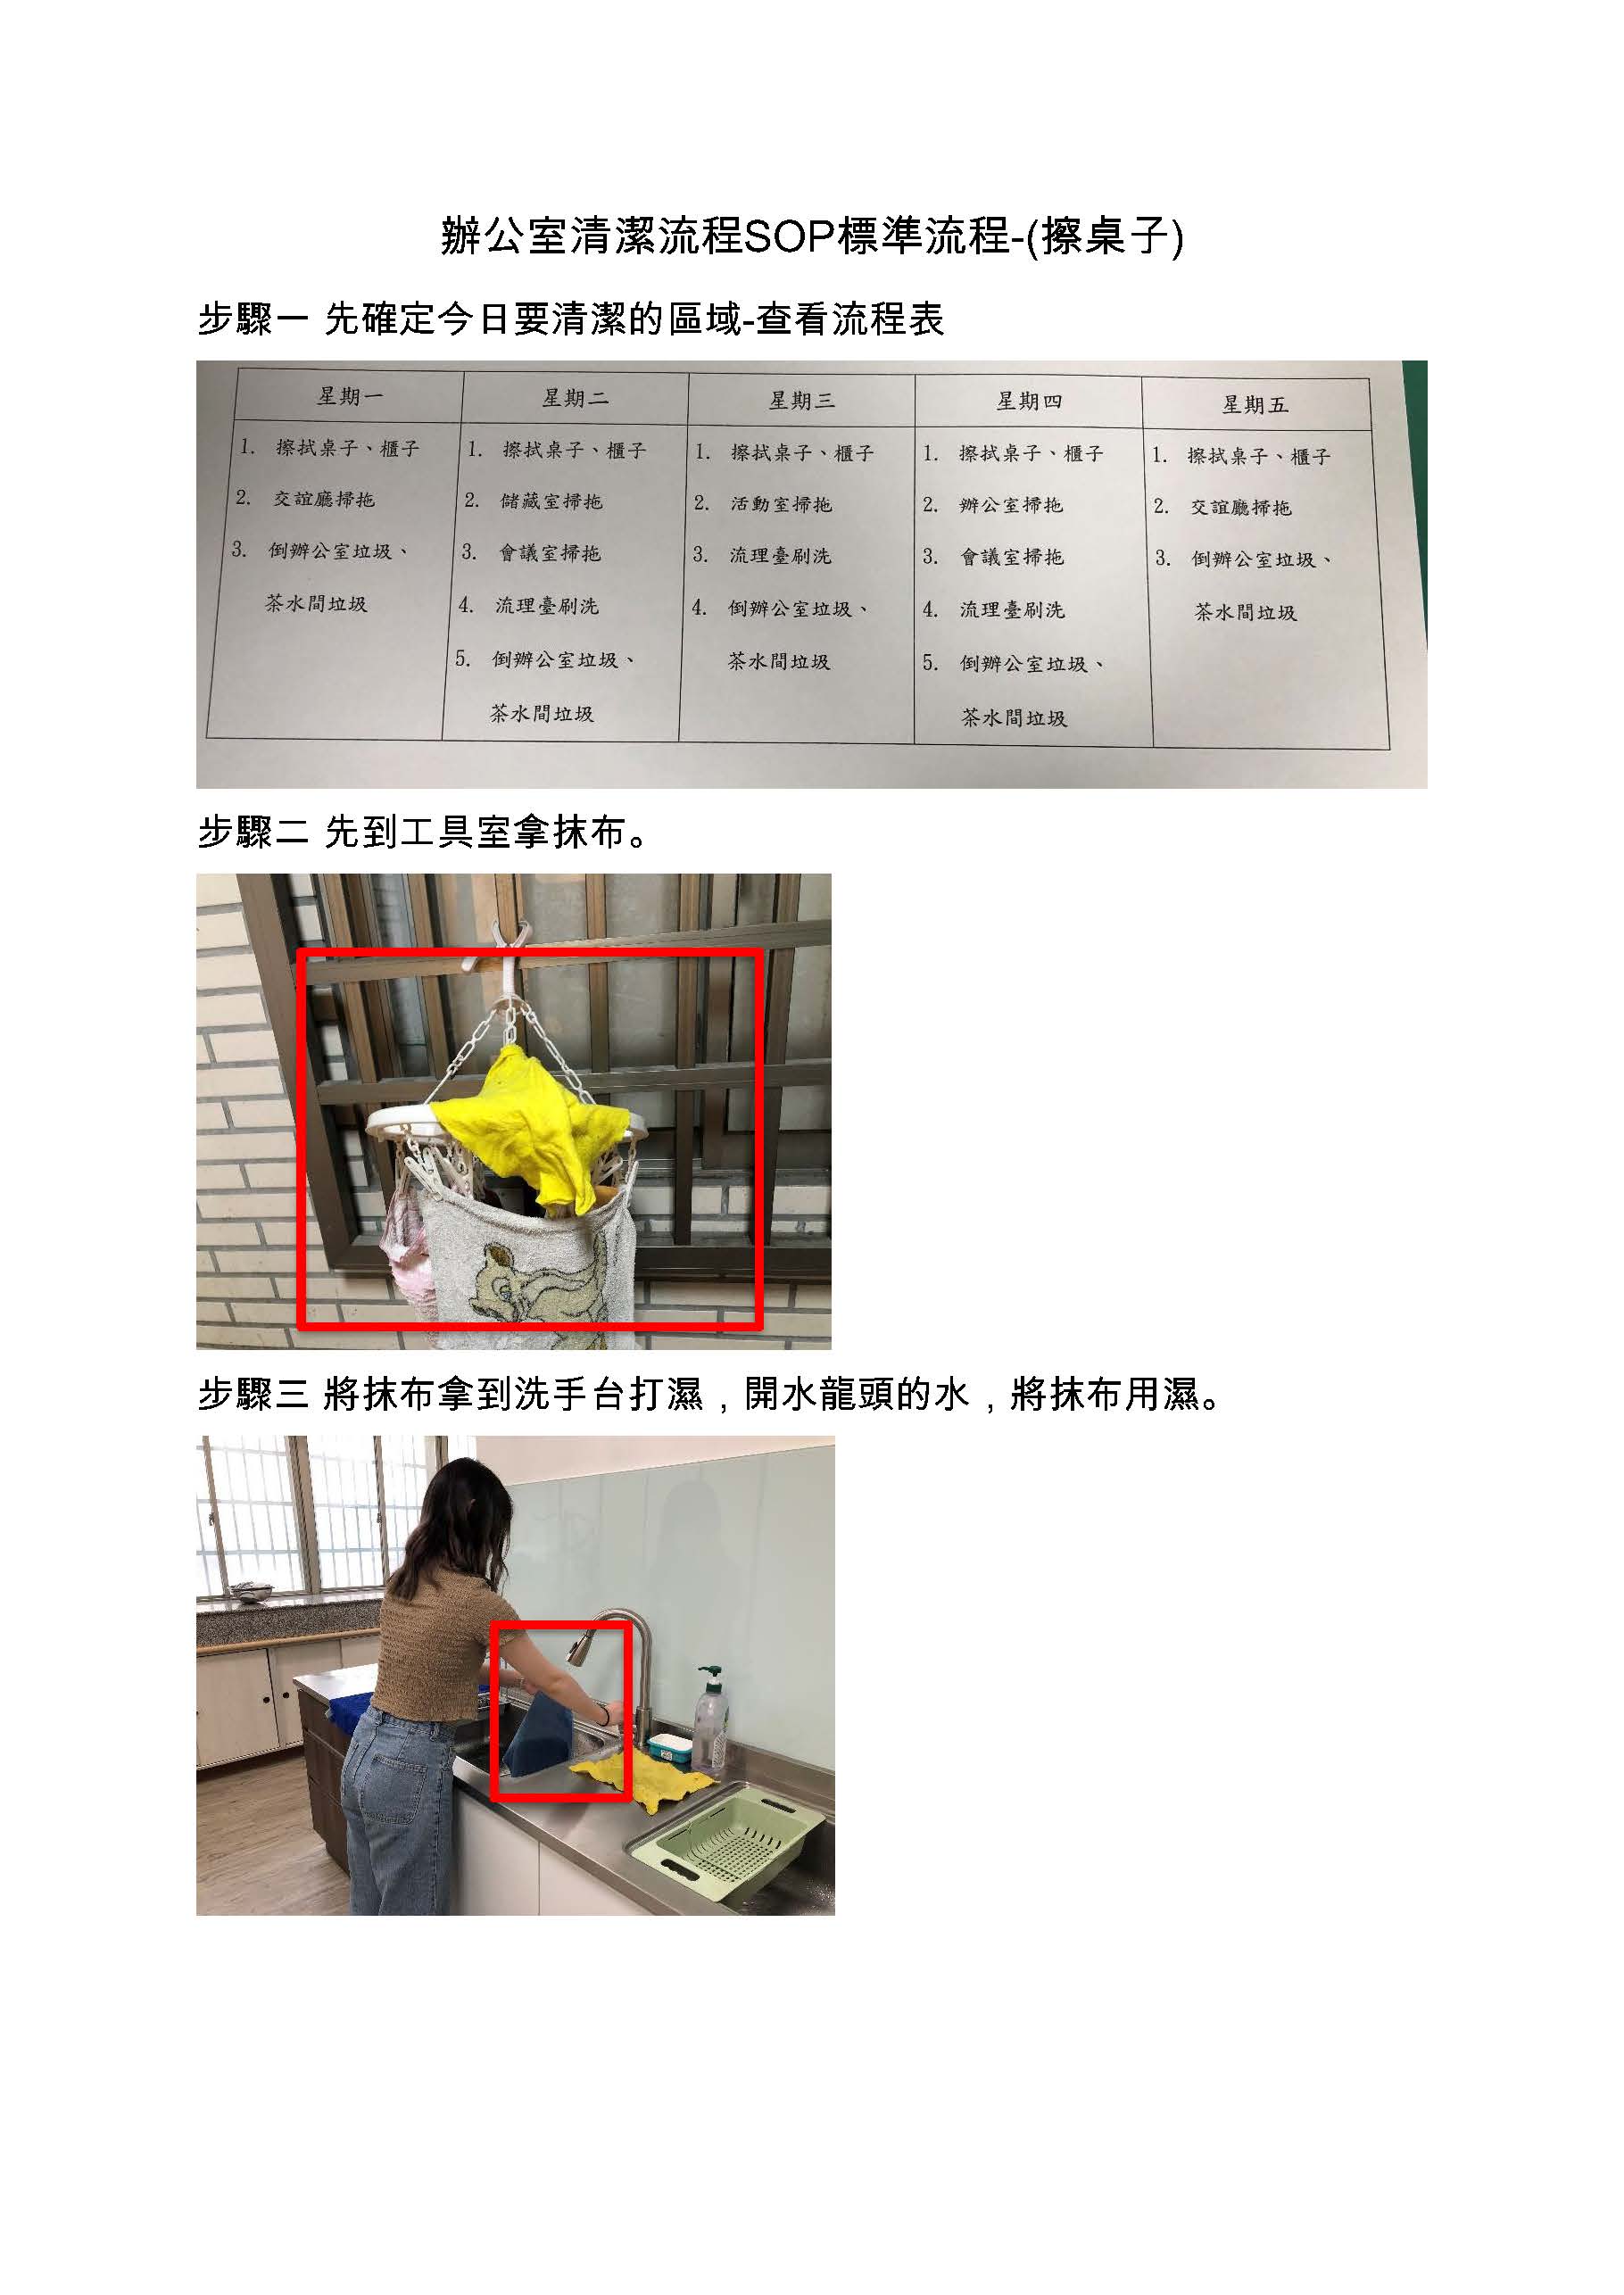 辦公室清潔流程SOP標準流程-(擦桌子)
步驟一 先確定今日要清潔的區域-查看流程表
星期一 星期二 星期三 星期四 星期五
1. 擦拭桌子、櫃子
2. 交誼廳掃拖
3. 倒辦公室垃圾、
茶水間垃圾
1. 擦拭桌子、櫃子
2. 儲藏室掃拖
3. 會議室掃拖
4. 流理臺刷洗
5. 倒辦公室垃圾、
茶水間垃圾
1. 擦拭桌子、櫃子
2. 活動室掃拖
3. 流理臺刷洗
4. 倒辦公室垃圾、
茶水間垃圾
1. 擦拭桌子、櫃子
2. 辦公室掃拖
3. 會議室掃拖
4. 流理臺刷洗
5. 倒辦公室垃圾、
茶水間垃圾
1. 擦拭桌子、櫃子
2. 交誼廳掃拖
3. 倒辦公室垃圾、
茶水間垃圾
步驟二 先到工具室拿抹布。
步驟三 將抹布拿到洗手台打濕，開水龍頭的水，將抹布用濕。